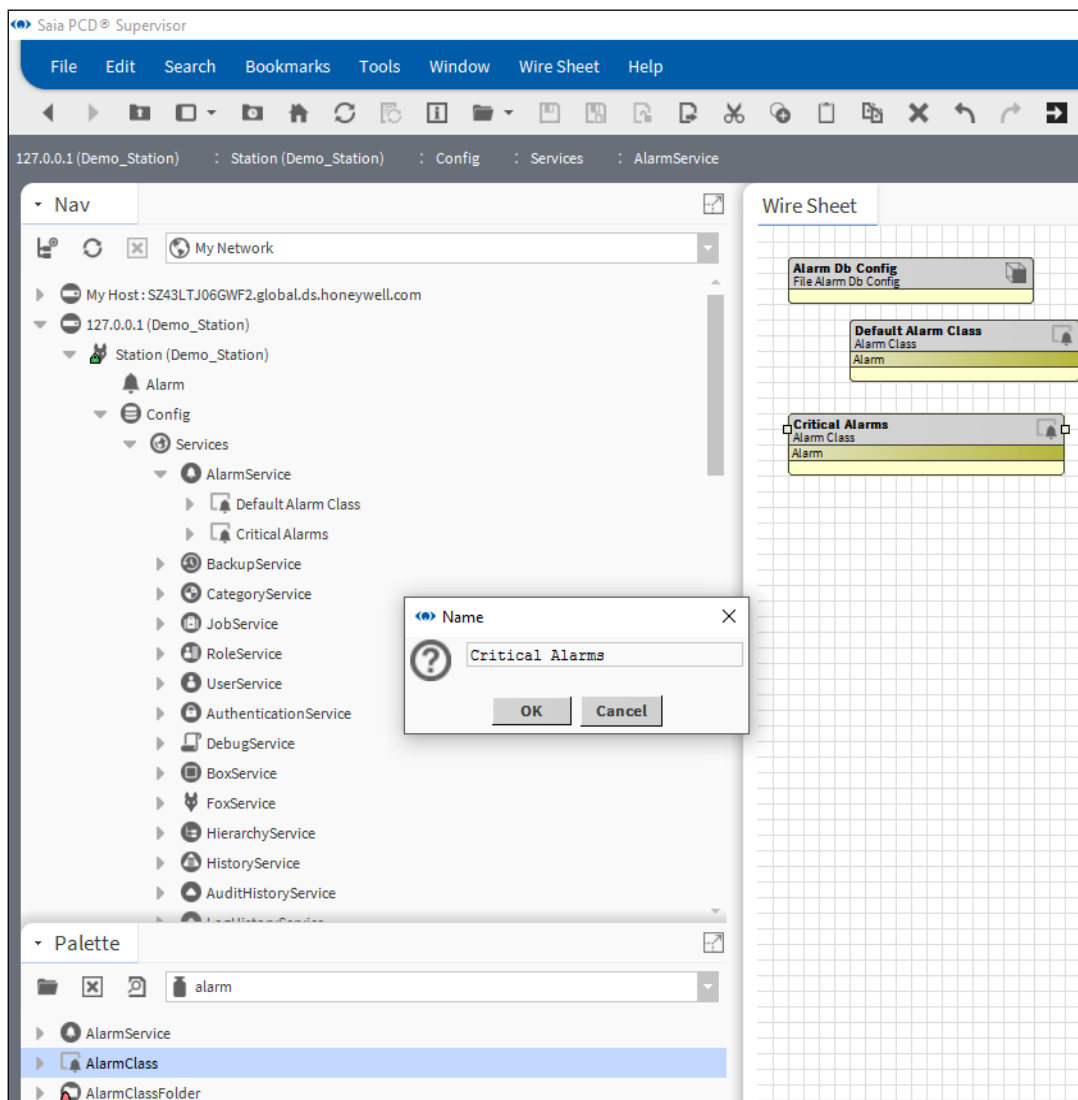 Saia PCD® Supervisor
File Edit Search Bookmarks Tools Window Wire Sheet Help
127.0.0.1 (Demo_Station) : Station (Demo_Station) : Config : Services : AlarmService
Nav
My Network
My Host : SZ43LTJ06GWF2.global.ds.honeywell.com
127.0.0.1 (Demo_Station)
Station (Demo_Station)
Alarm
Config
Services
AlarmService
Default Alarm Class
Critical Alarms
BackupService
CategoryService
JobService
RoleService
UserService
AuthenticationService
DebugService
BoxService
FoxService
HierarchyService
HistoryService
AuditHistoryService
LogHistoryService
Palette
alarm
AlarmService
AlarmClass
AlarmClassFolder
Name
Critical Alarms
OK Cancel
Wire Sheet
Alarm Db Config
File Alarm Db Config
Default Alarm Class
Alarm Class
Alarm
Critical Alarms
Alarm Class
Alarm